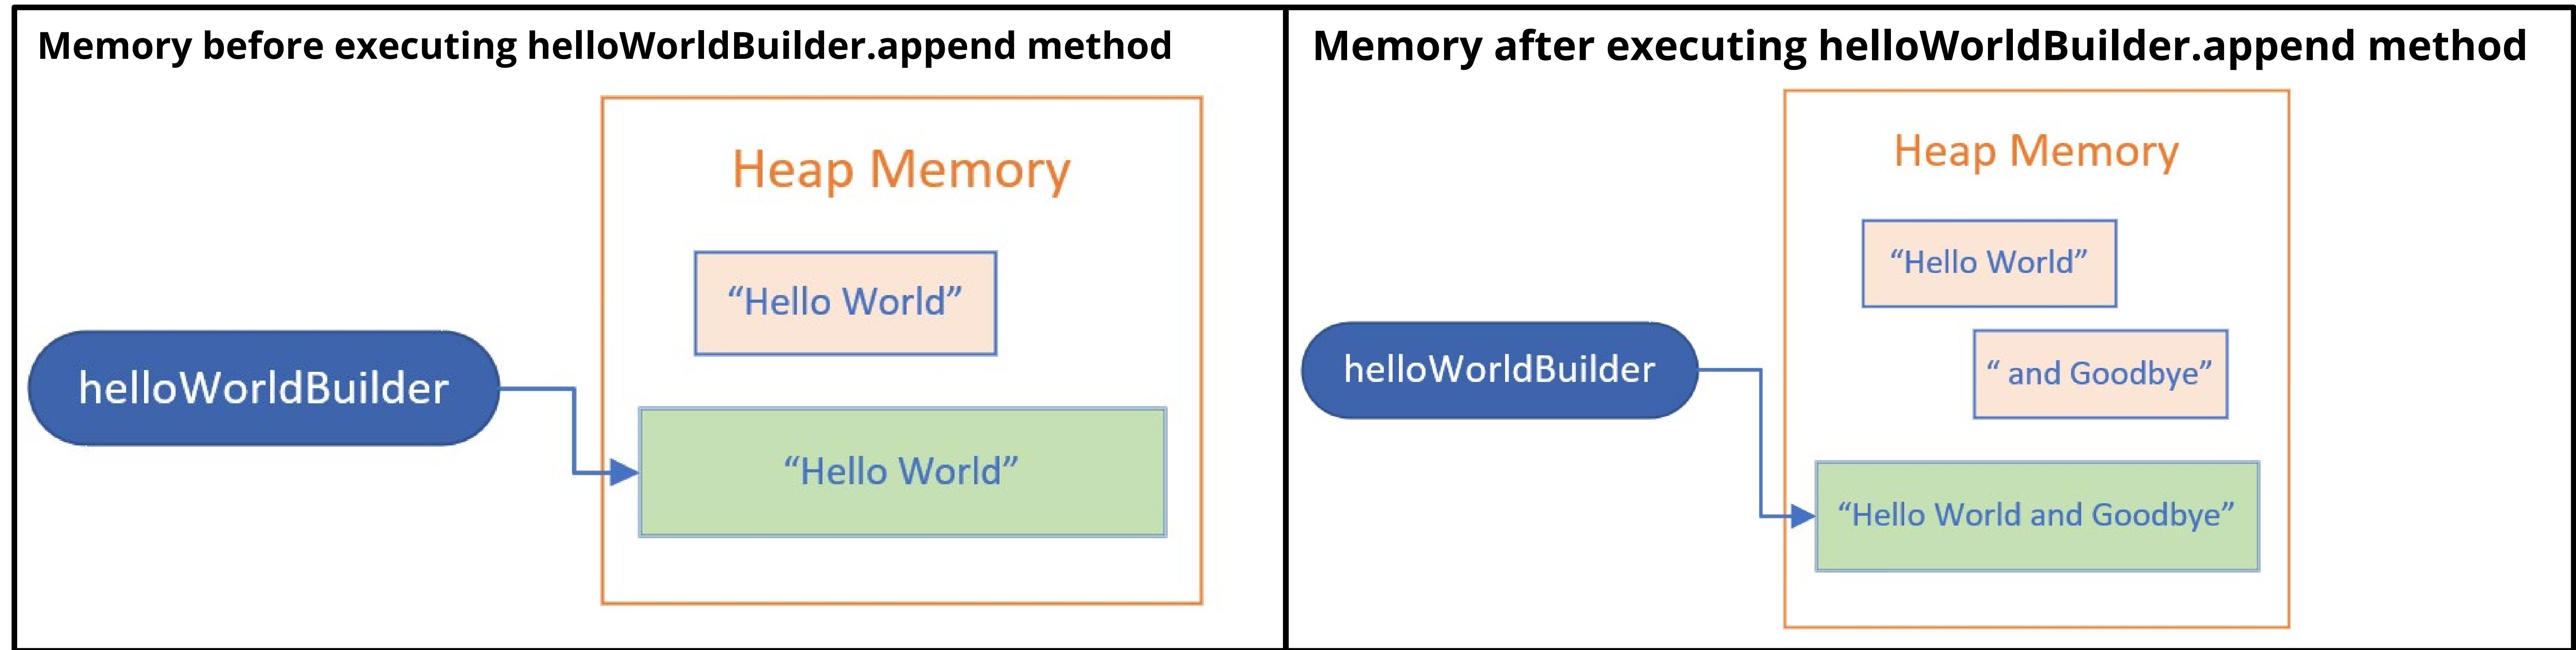 Memory before executing helloWorldBuilder.append method
Heap Memory
“Hello World”
helloWorldBuilder
“Hello World”
Memory after executing helloWorldBuilder.append method
Heap Memory
“Hello World”
helloWorldBuilder
“ and Goodbye”
“Hello World and Goodbye”